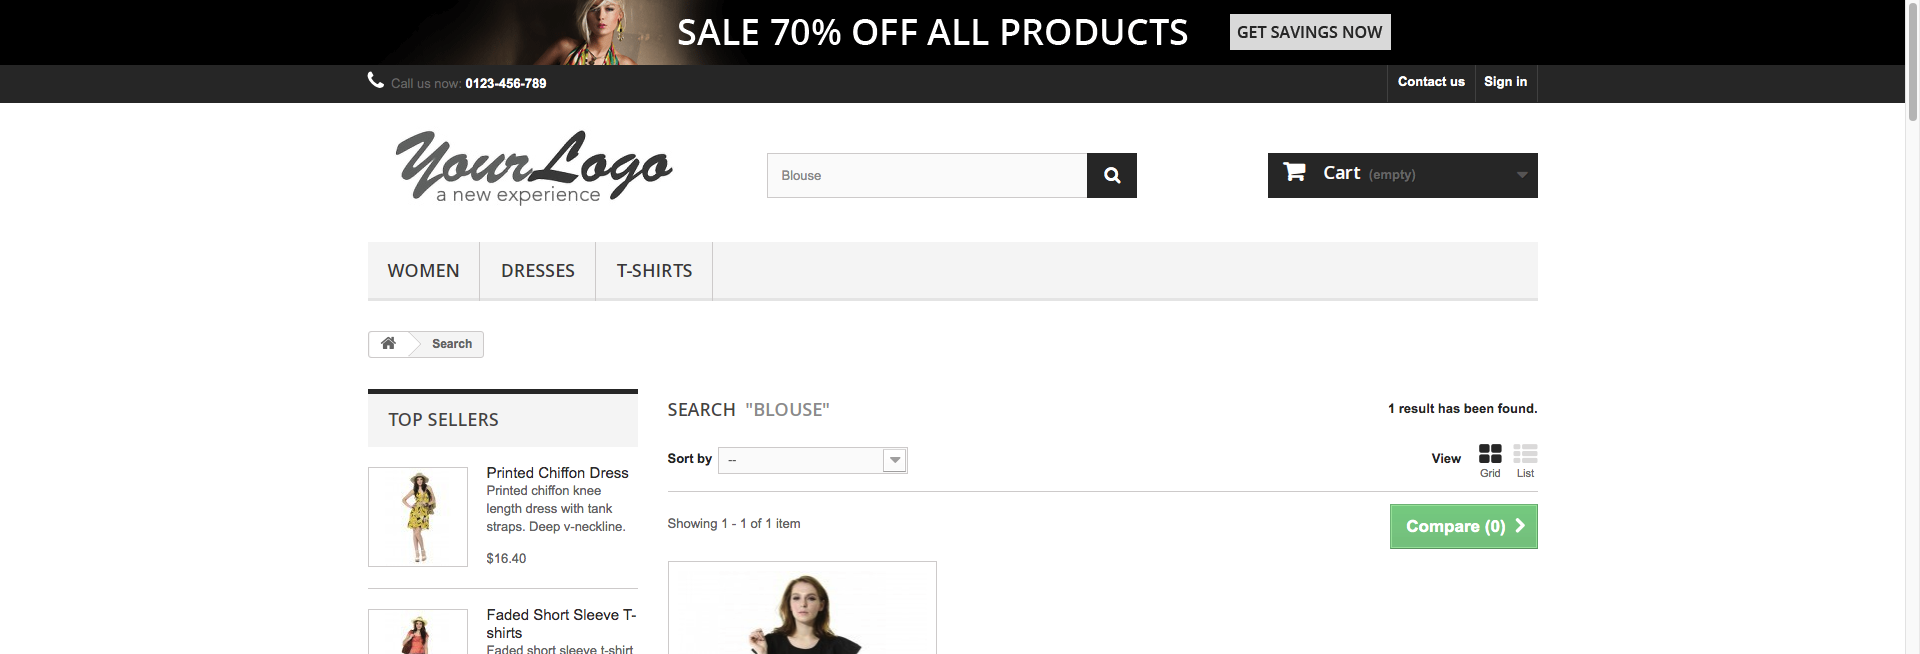 SALE 70% OFF ALL PRODUCTS GET SAVINGS NOW
Call us now: 0123-456-789 Contact us Sign in
YourLogo
a new experience
Blouse
Cart (empty)
WOMEN DRESSES T-SHIRTS
Search
TOP SELLERS
Printed Chiffon Dress
Printed chiffon knee
length dress with tank
straps. Deep v-neckline.
$16.40
Faded Short Sleeve T-
shirts
Faded short sleeve t-shirt
SEARCH "BLOUSE"
1 result has been found.
Sort by --
View Grid List
Showing 1 - 1 of 1 item
Compare (0)